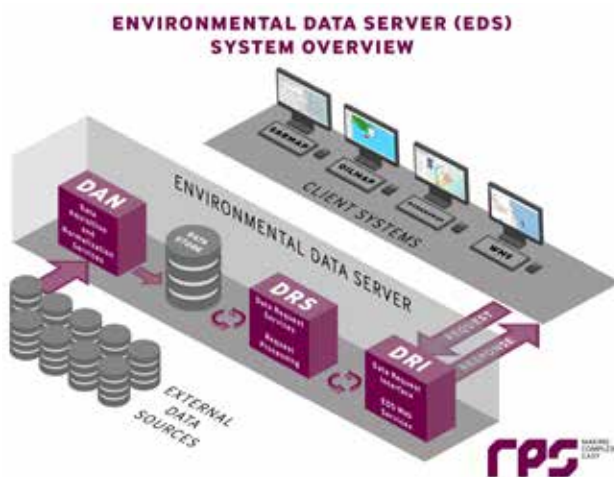 ENVIRONMENTAL DATA SERVER (EDS)
SYSTEM OVERVIEW
SARMAP
OILMAP
WMS
CLIENT SYSTEMS
ENVIRONMENTAL DATA SERVER
DAN
Data
and
Normalization
Services
DATA
STORE
DRS
Data Request
Services
Request
Processing
DRI
Data Request
Interface
EDS Web
Services
REQUEST
RESPONSE
EXTERNAL
DATA
SOURCES
rps
MAKING
COMPLEX
EASY